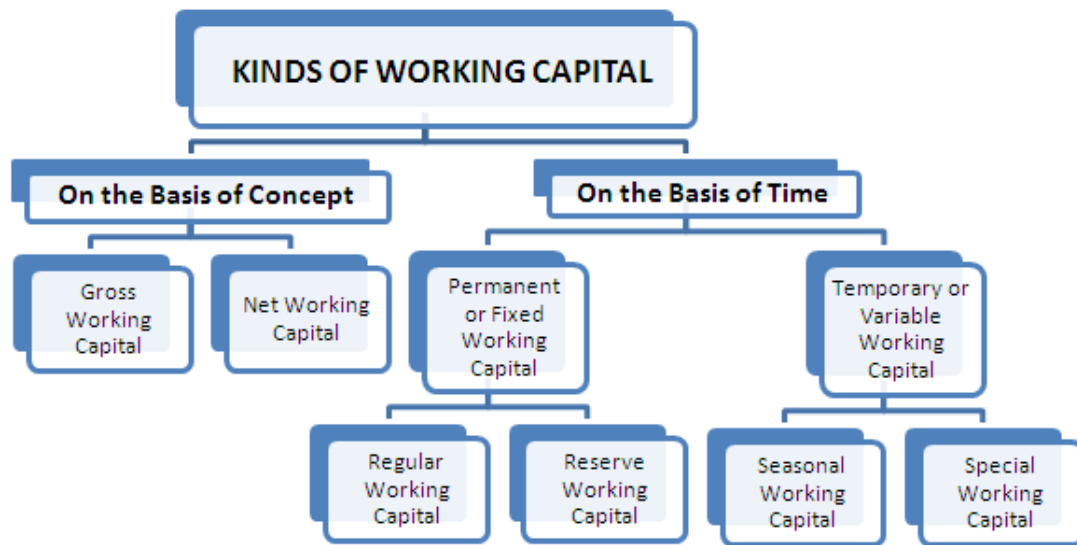 KINDS OF WORKING CAPITAL
On the Basis of Concept
On the Basis of Time
Gross
Working
Capital
Net Working
Capital
Permanent
or Fixed
Working
Capital
Temporary or
Variable
Working
Capital
Regular
Working
Capital
Reserve
Working
Capital
Seasonal
Working
Capital
Special
Working
Capital